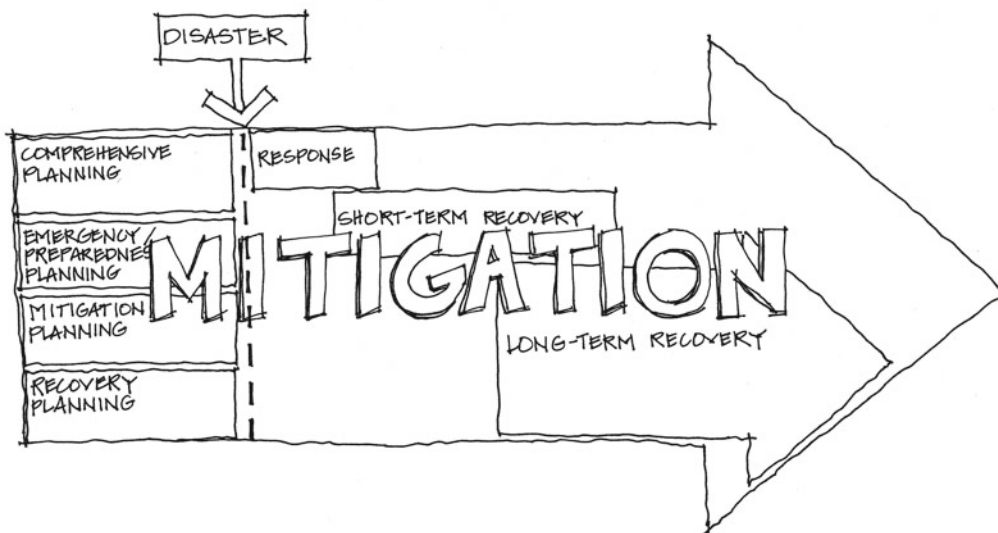 DISASTER
COMPREHENSIVE
PLANNING
RESPONSE
SHORT-TERM RECOVERY
EMERGENCY/
PREPAREDNES
PLANNING
MITIGATION
MITIGATION
PLANNING
LONG-TERM RECOVERY
RECOVERY
PLANNING